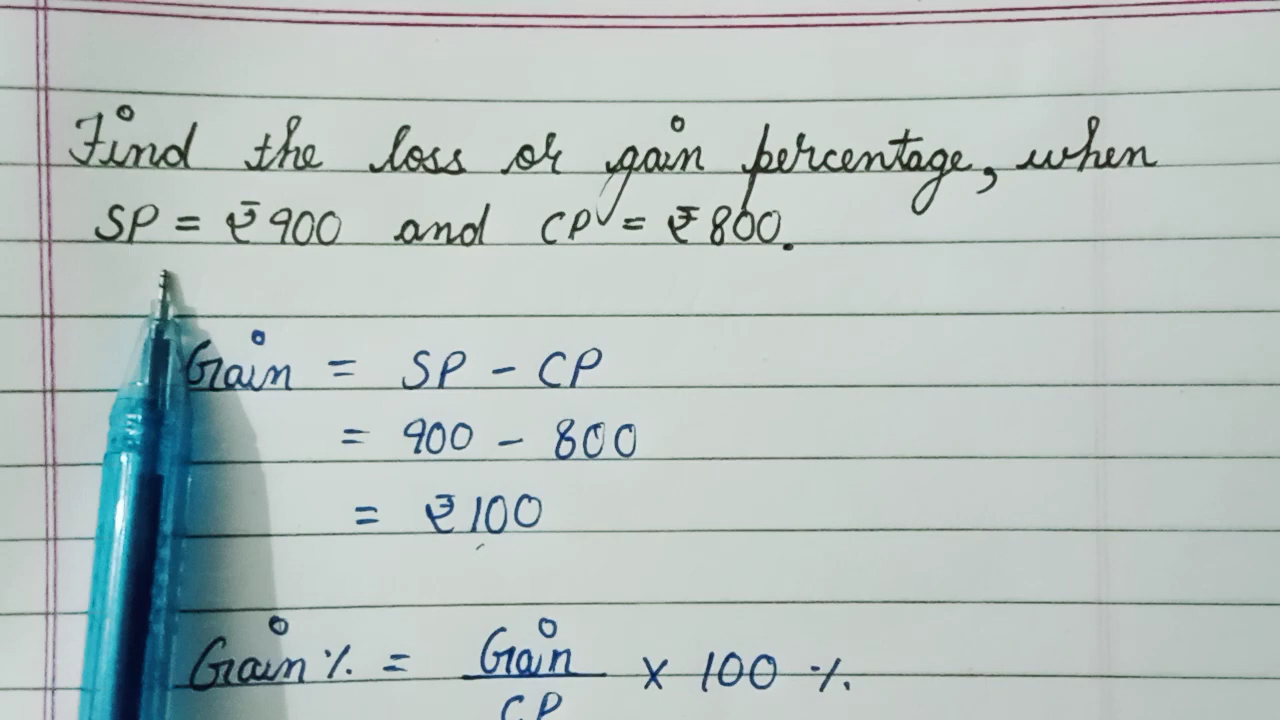 Find the loss or gain percentage, when
SP = ₹900 and CP = ₹800.
Gain = SP - CP
= 900 - 800
= ₹100
Gain % = Gain / CP × 100 %.